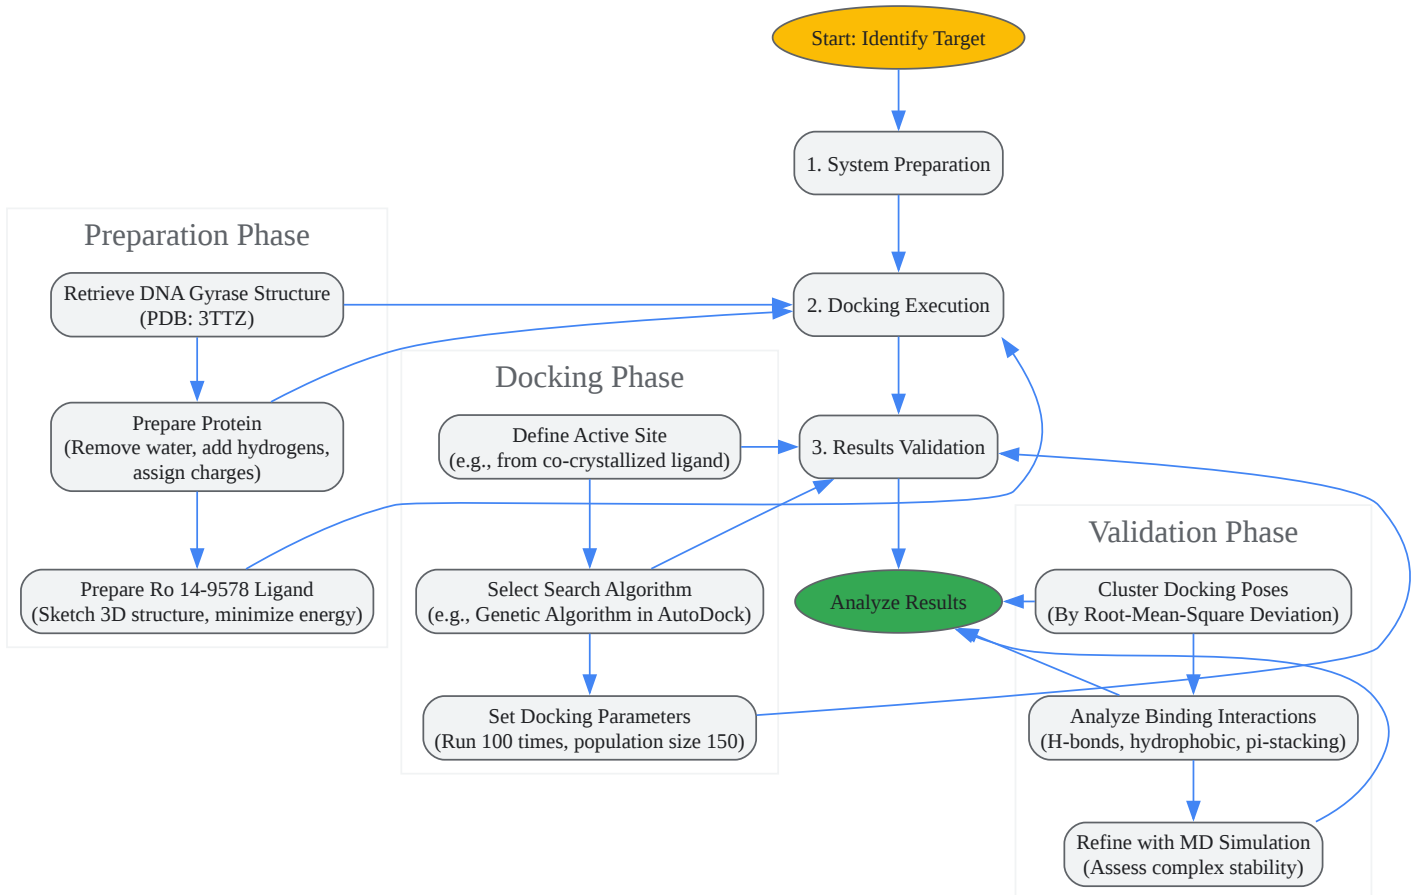 Start: Identify Target
1. System Preparation
Preparation Phase
Retrieve DNA Gyrase Structure
(PDB: 3TTZ)
2. Docking Execution
Docking Phase
Prepare Protein
(Remove water, add hydrogens,
assign charges)
Define Active Site
(e.g., from co-crystallized ligand)
3. Results Validation
Validation Phase
Prepare Ro 14-9578 Ligand
(Sketch 3D structure, minimize energy)
Select Search Algorithm
(e.g., Genetic Algorithm in AutoDock)
Analyze Results
Cluster Docking Poses
(By Root-Mean-Square Deviation)
Set Docking Parameters
(Run 100 times, population size 150)
Analyze Binding Interactions
(H-bonds, hydrophobic, pi-stacking)
Refine with MD Simulation
(Assess complex stability)